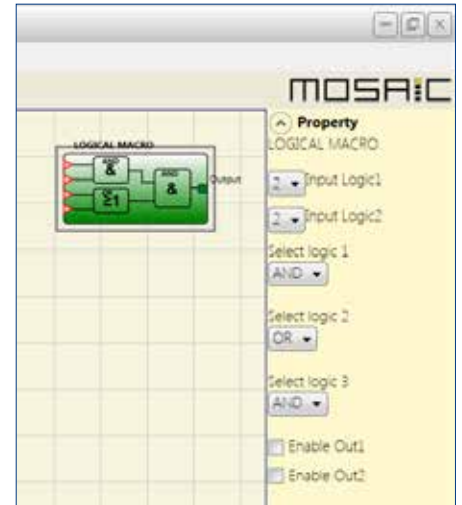 MOSAIC
Property
LOGICAL MACRO
LOGICAL MACRO
AND
&
AND
&
Output
OR
≥1
2 Input Logic1
2 Input Logic2
Select logic 1
AND
Select logic 2
OR
Select logic 3
AND
Enable Out1
Enable Out2